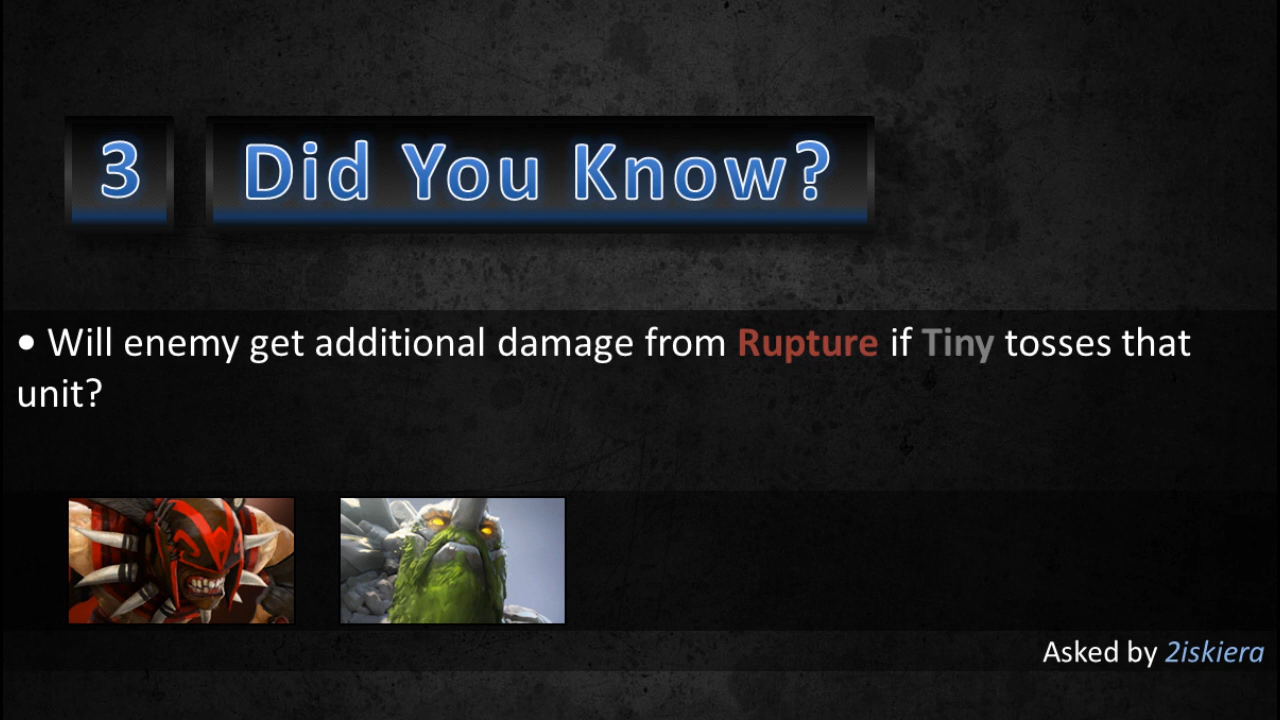 3 Did You Know?
• Will enemy get additional damage from Rupture if Tiny tosses that
unit?
Asked by 2iskiera